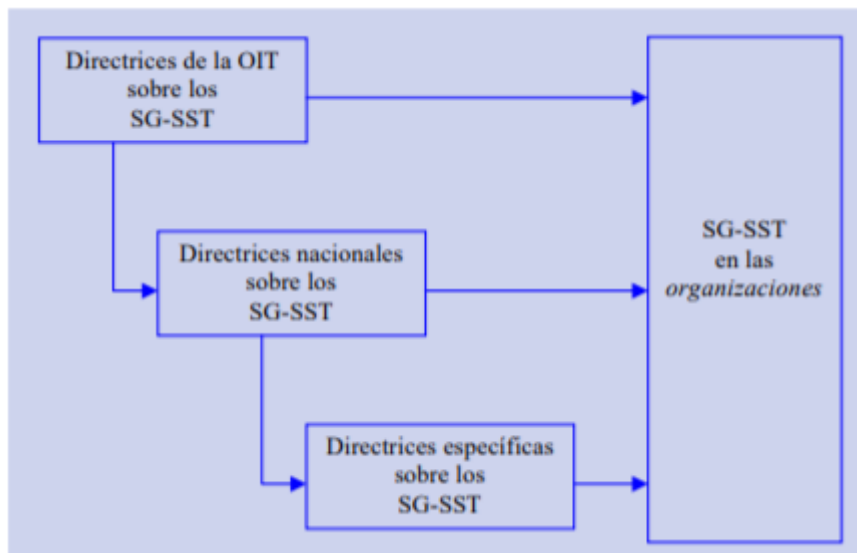 Directrices de la OIT
sobre los
SG-SST
Directrices nacionales
sobre los
SG-SST
Directrices específicas
sobre los
SG-SST
SG-SST
en las
organizaciones